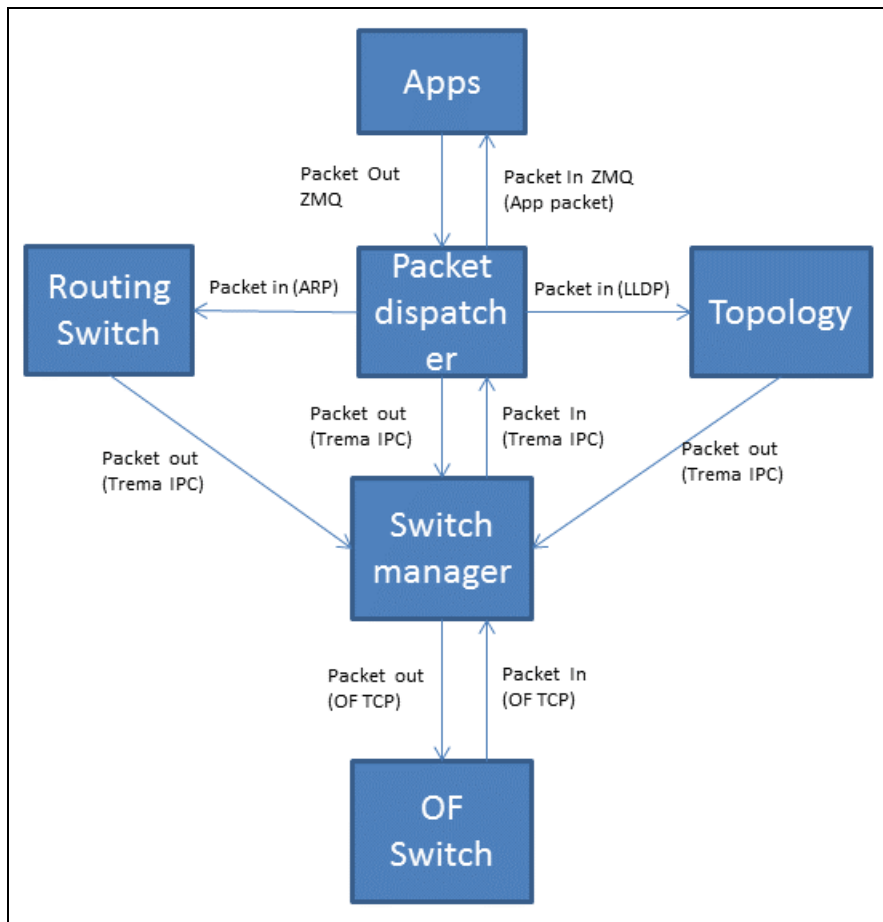 Apps
Packet Out
ZMQ
Packet In ZMQ
(App packet)
Routing
Switch
Packet in (ARP)
Packet
dispatch
er
Packet in (LLDP)
Topology
Packet out
(Trema IPC)
Packet out
(Trema IPC)
Packet In
(Trema IPC)
Packet out
(Trema IPC)
Switch
manager
Packet out
(OF TCP)
Packet In
(OF TCP)
OF
Switch